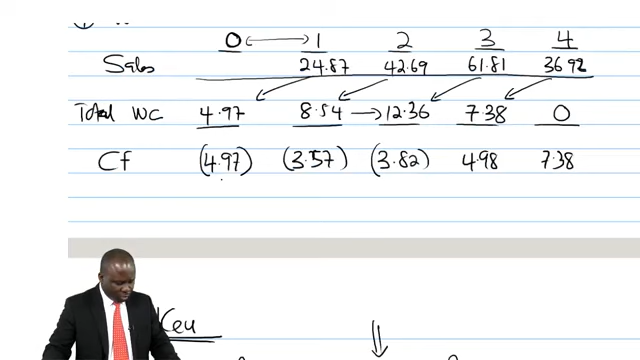 0 1 2 3 4
Sales 24.87 42.69 61.81 36.92
Total WC 4.97 8.54 12.36 7.38 0
Cf (4.97) (3.57) (3.82) 4.98 7.38
Key